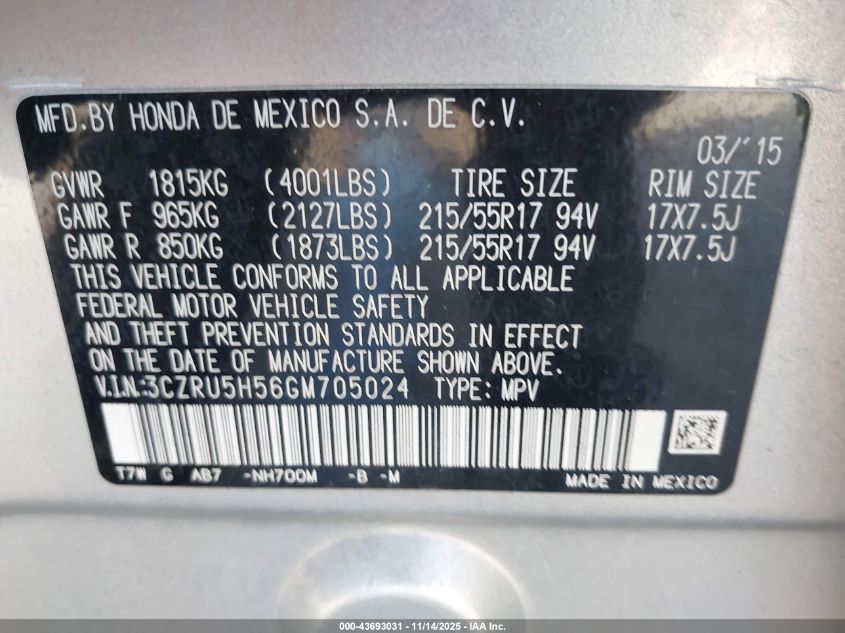 MFD.BY HONDA DE MEXICO S.A. DE C.V.
03/'15
GVWR 1815KG (4001LBS) TIRE SIZE RIM SIZE
GAWR F 965KG (2127LBS) 215/55R17 94V 17X7.5J
GAWR R 850KG (1873LBS) 215/55R17 94V 17X7.5J
THIS VEHICLE CONFORMS TO ALL APPLICABLE
FEDERAL MOTOR VEHICLE SAFETY
AND THEFT PREVENTION STANDARDS IN EFFECT
ON THE DATE OF MANUFACTURE SHOWN ABOVE.
V.I.N.:3CZRU5H56GM705024 TYPE: MPV
T7W G AB7 -NH700M -B -M MADE IN MEXICO
000-43693031 - 11/14/2025 - IAA Inc. -